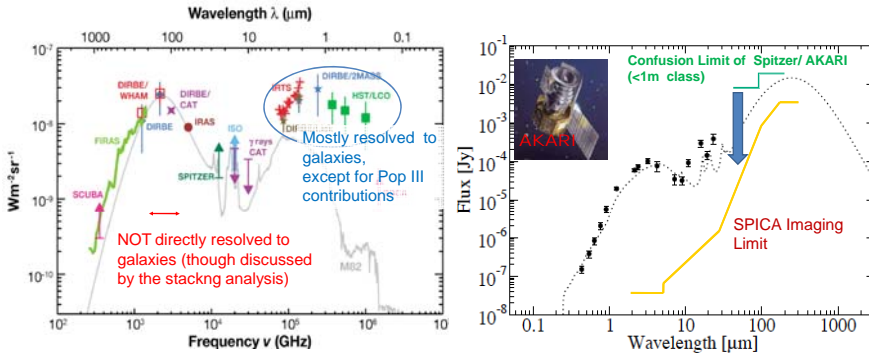 Wavelength λ (μm)
1000 100 10 1 0.1
10-7
10-8
10-9
10-10
Wm-2sr-1
DIRBE/
WHAM
DIRBE/
CAT
DIRBE
IRAS
FIRAS
SCUBA
ISO
SPITZER
γ rays
CAT
IRTS
DIRBE/2MASS
HST/LCO
Mostly resolved to
galaxies,
except for Pop III
contributions
NOT directly resolved to
galaxies (though discussed
by the stackng analysis)
M82
10² 10³ 10⁴ 10⁵ 10⁶
Frequency ν (GHz)
10-1
10-2
10-3
10-4
10-5
10-6
10-7
10-8
Flux [Jy]
AKARI
Confusion Limit of Spitzer/ AKARI
(<1m class)
SPICA Imaging
Limit
0.1 1 10 100 1000
Wavelength [μm]